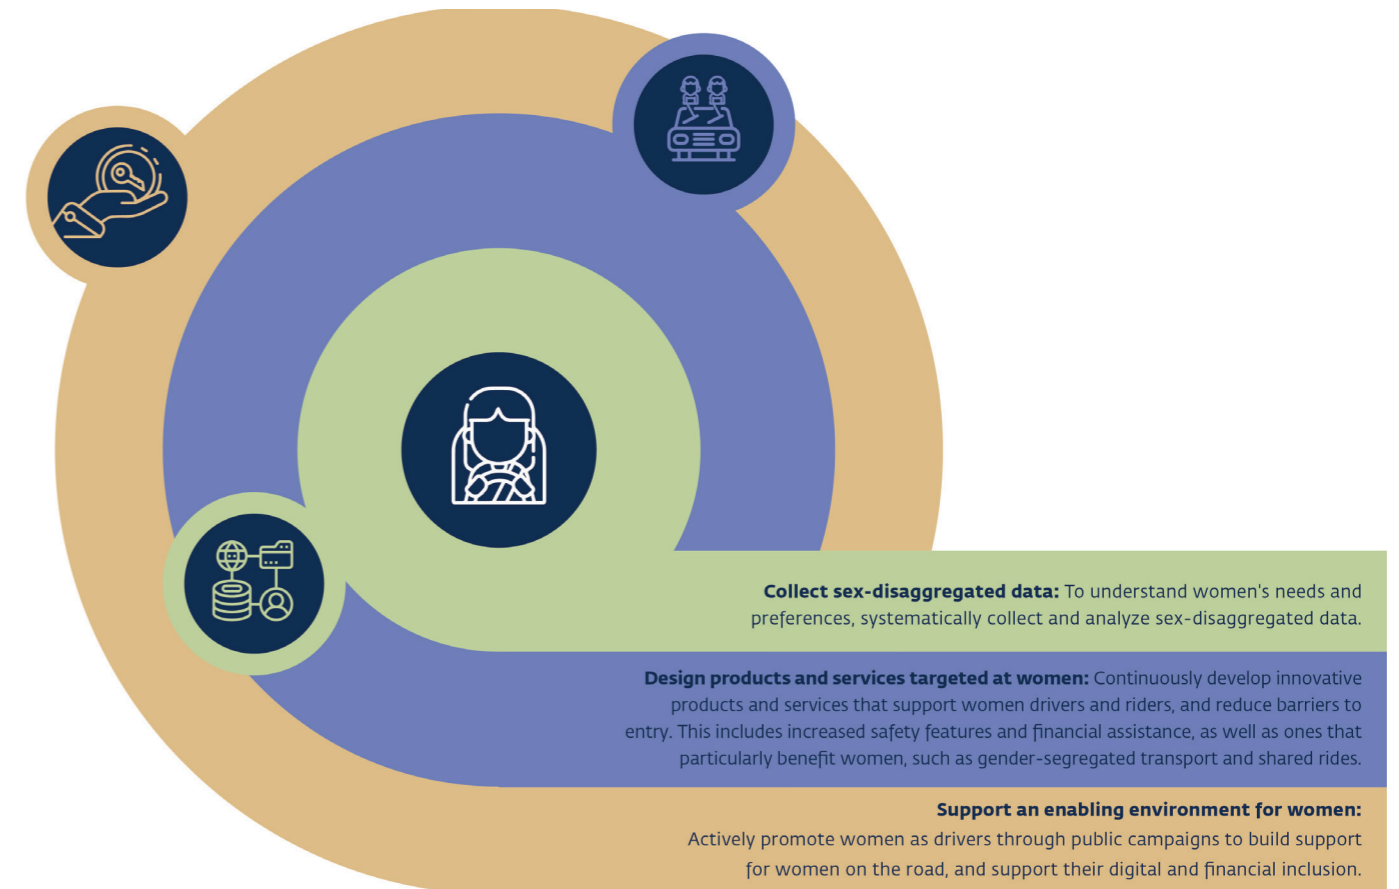 Collect sex-disaggregated data: To understand women's needs and
preferences, systematically collect and analyze sex-disaggregated data.
Design products and services targeted at women: Continuously develop innovative
products and services that support women drivers and riders, and reduce barriers to
entry. This includes increased safety features and financial assistance, as well as ones that
particularly benefit women, such as gender-segregated transport and shared rides.
Support an enabling environment for women:
Actively promote women as drivers through public campaigns to build support
for women on the road, and support their digital and financial inclusion.